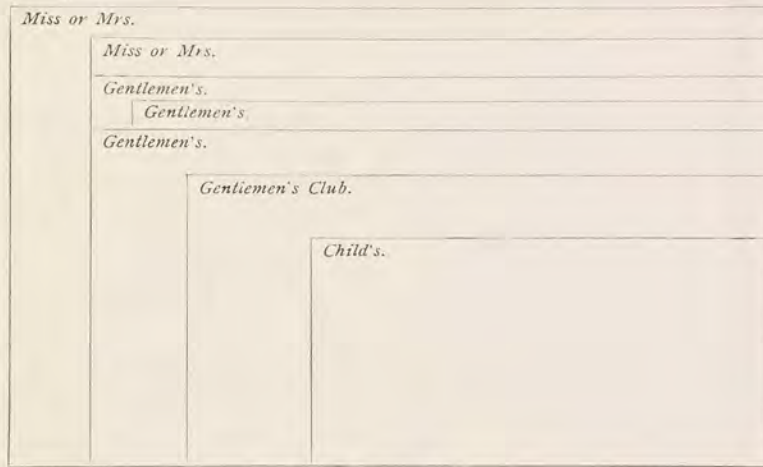 Miss or Mrs.
Miss or Mrs.
Gentlemen's.
Gentlemen's
Gentlemen's.
Gentlemen's Club.
Child's.